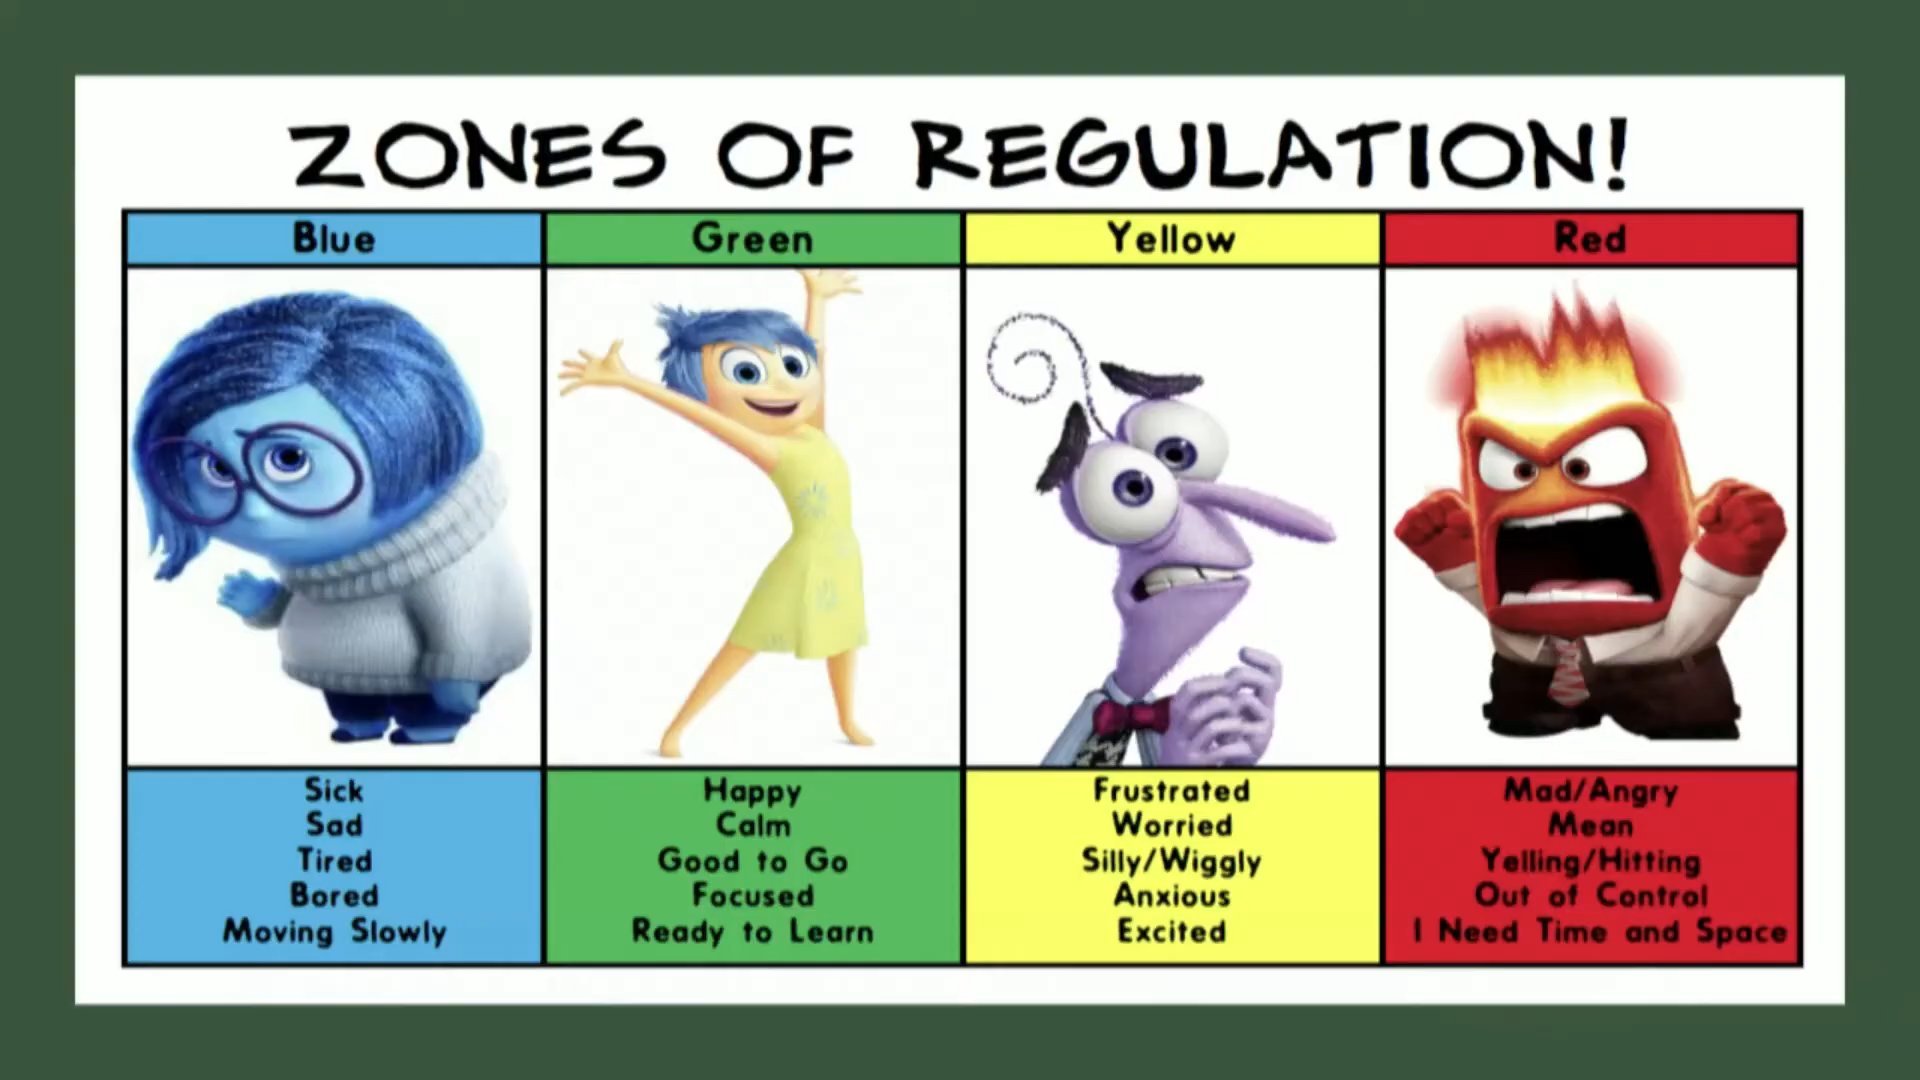 ZONES OF REGULATION!
Blue
Green
Yellow
Red
Sick
Sad
Tired
Bored
Moving Slowly
Happy
Calm
Good to Go
Focused
Ready to Learn
Frustrated
Worried
Silly/Wiggly
Anxious
Excited
Mad/Angry
Mean
Yelling/Hitting
Out of Control
I Need Time and Space